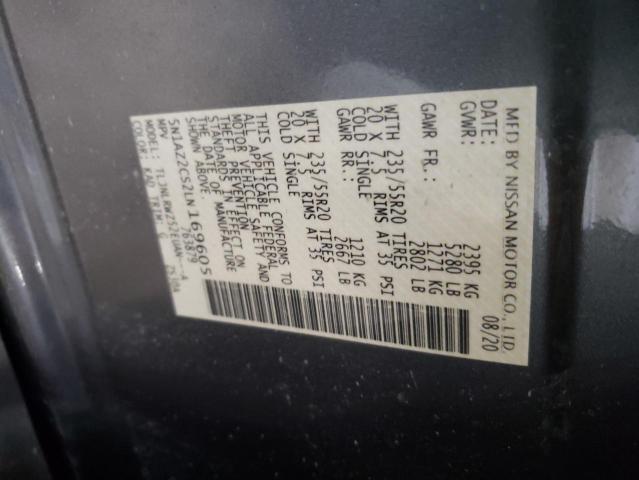 MFD BY NISSAN MOTOR CO., LTD.
DATE: 08/20
GVWR: 2395 KG
5280 LB
GAWR FR.: 1271 KG
2802 LB
WITH 235/55R20 TIRES
20 X 7.5 RIMS AT 35 PSI
COLD SINGLE
GAWR RR.: 1210 KG
2667 LB
WITH 235/55R20 TIRES
20 X 7.5 RIMS AT 35 PSI
COLD SINGLE
THIS VEHICLE CONFORMS TO
ALL APPLICABLE FEDERAL
MOTOR VEHICLE SAFETY AND
THEFT PREVENTION
STANDARDS IN EFFECT ON
THE DATE OF MANUFACTURE
SHOWN ABOVE.
5N1AZ2CS2LN169605
MPV 763879
MODEL:
COLOR: KAD TRIM: G